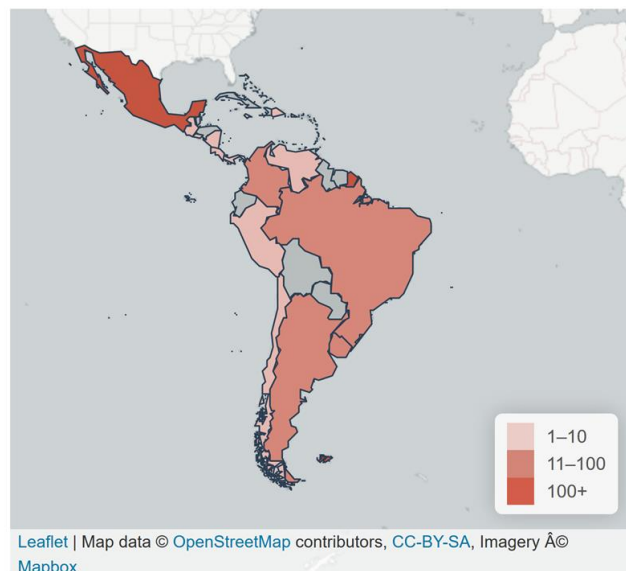 1–10
11–100
100+
Leaflet | Map data © OpenStreetMap contributors, CC-BY-SA, Imagery Â©
Mapbox